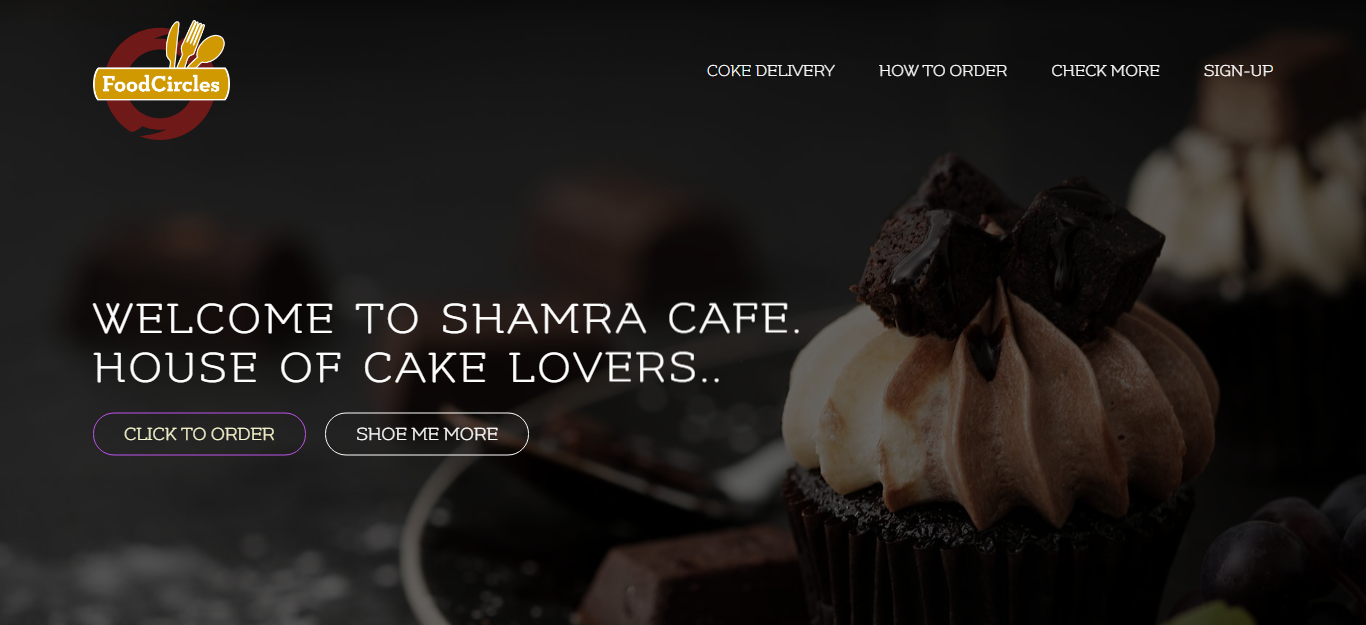 FoodCircles
COKE DELIVERY HOW TO ORDER CHECK MORE SIGN-UP
WELCOME TO SHAMRA CAFE.
HOUSE OF CAKE LOVERS..
CLICK TO ORDER SHOE ME MORE